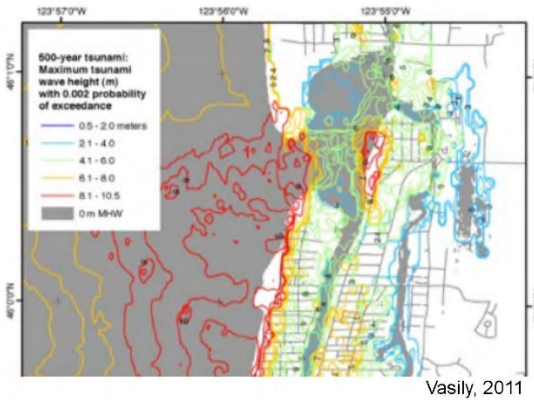 123°57'0"W 123°56'0"W 123°55'0"W
46°1'0"N
500-year tsunami:
Maximum tsunami
wave height (m)
with 0.002 probability
of exceedance
0.5 - 2.0 meters
2.1 - 4.0
4.1 - 6.0
6.1 - 8.0
8.1 - 10.5
0 m MHW
46°0'0"N
Vasily, 2011